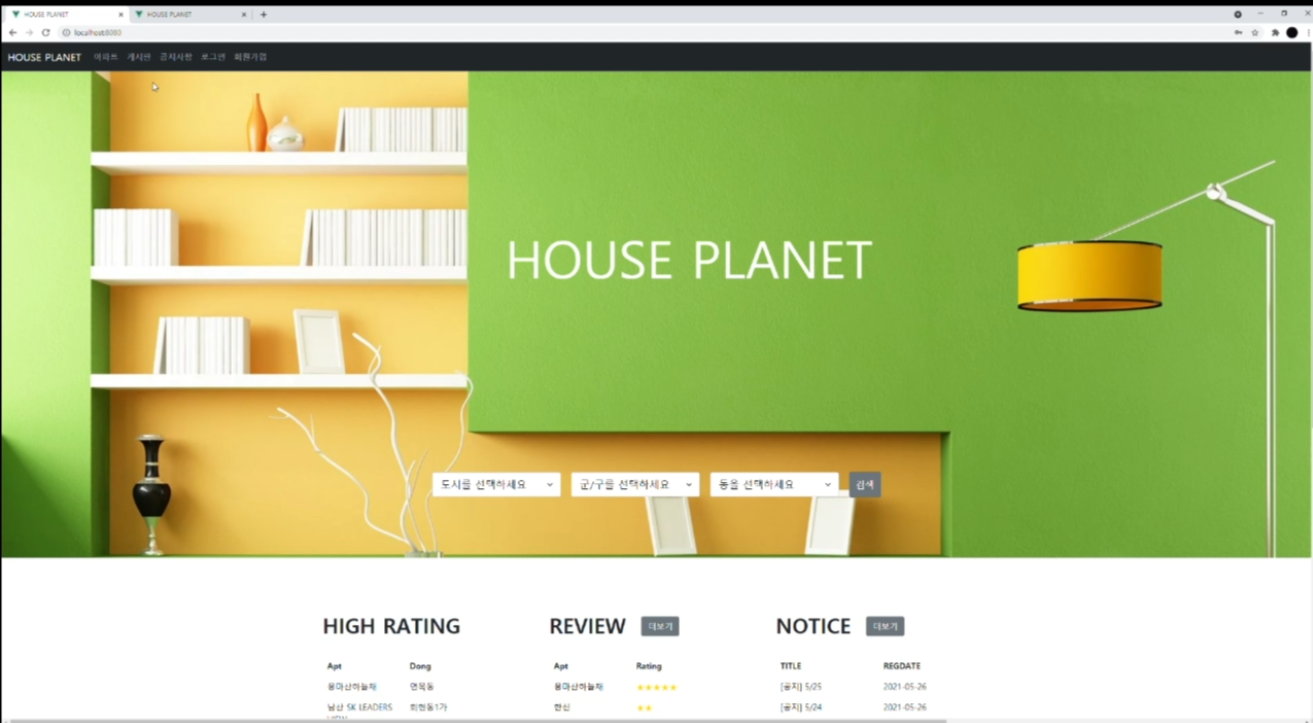 HOUSE PLANET
HOUSE PLANET
localhost:8080
HOUSE PLANET 아파트 게시판 공지사항 로그인 회원가입
HOUSE PLANET
도시를 선택하세요 군/구를 선택하세요 동을 선택하세요 검색
HIGH RATING
Apt Dong
용마산하늘채 면목동
남산 SK LEADERS 회현동1가
VIEW
REVIEW 더보기
Apt Rating
용마산하늘채 ★★★★★
한신 ★★
NOTICE 더보기
TITLE REGDATE
[공지] 5/25 2021-05-26
[공지] 5/24 2021-05-26